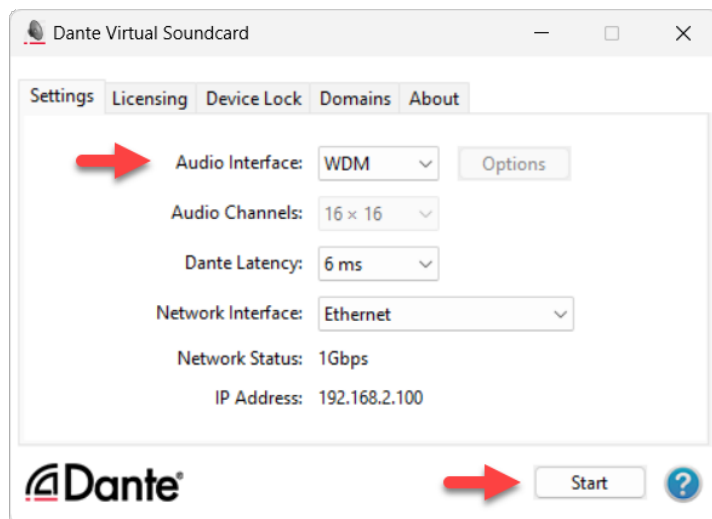 Dante Virtual Soundcard
Settings Licensing Device Lock Domains About
Audio Interface: WDM Options
Audio Channels: 16 × 16
Dante Latency: 6 ms
Network Interface: Ethernet
Network Status: 1Gbps
IP Address: 192.168.2.100
Dante® Start ?